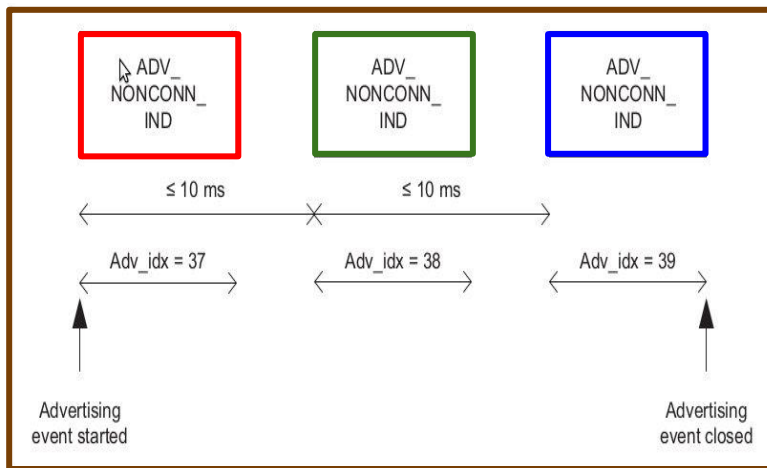 ADV_
NONCONN_
IND
ADV_
NONCONN_
IND
ADV_
NONCONN_
IND
≤ 10 ms
≤ 10 ms
Adv_idx = 37
Adv_idx = 38
Adv_idx = 39
Advertising
event started
Advertising
event closed